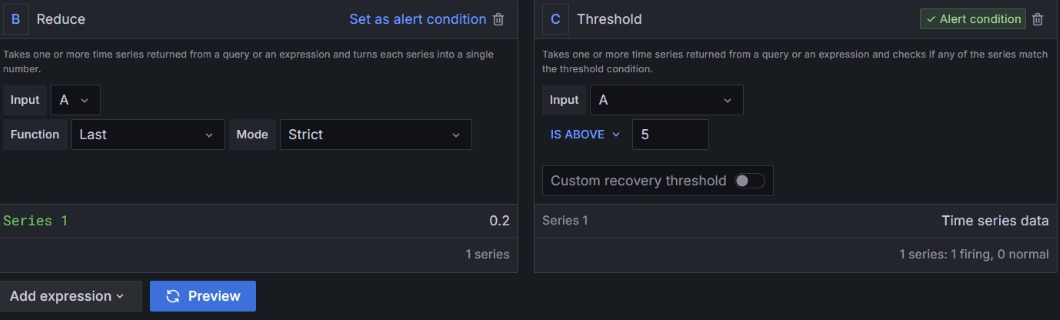 B Reduce Set as alert condition
Takes one or more time series returned from a query or an expression and turns each series into a single
number.
Input A
Function Last Mode Strict
Series 1 0.2
1 series
C Threshold ✓ Alert condition
Takes one or more time series returned from a query or an expression and checks if any of the series match
the threshold condition.
Input A
IS ABOVE 5
Custom recovery threshold
Series 1 Time series data
1 series: 1 firing, 0 normal
Add expression Preview